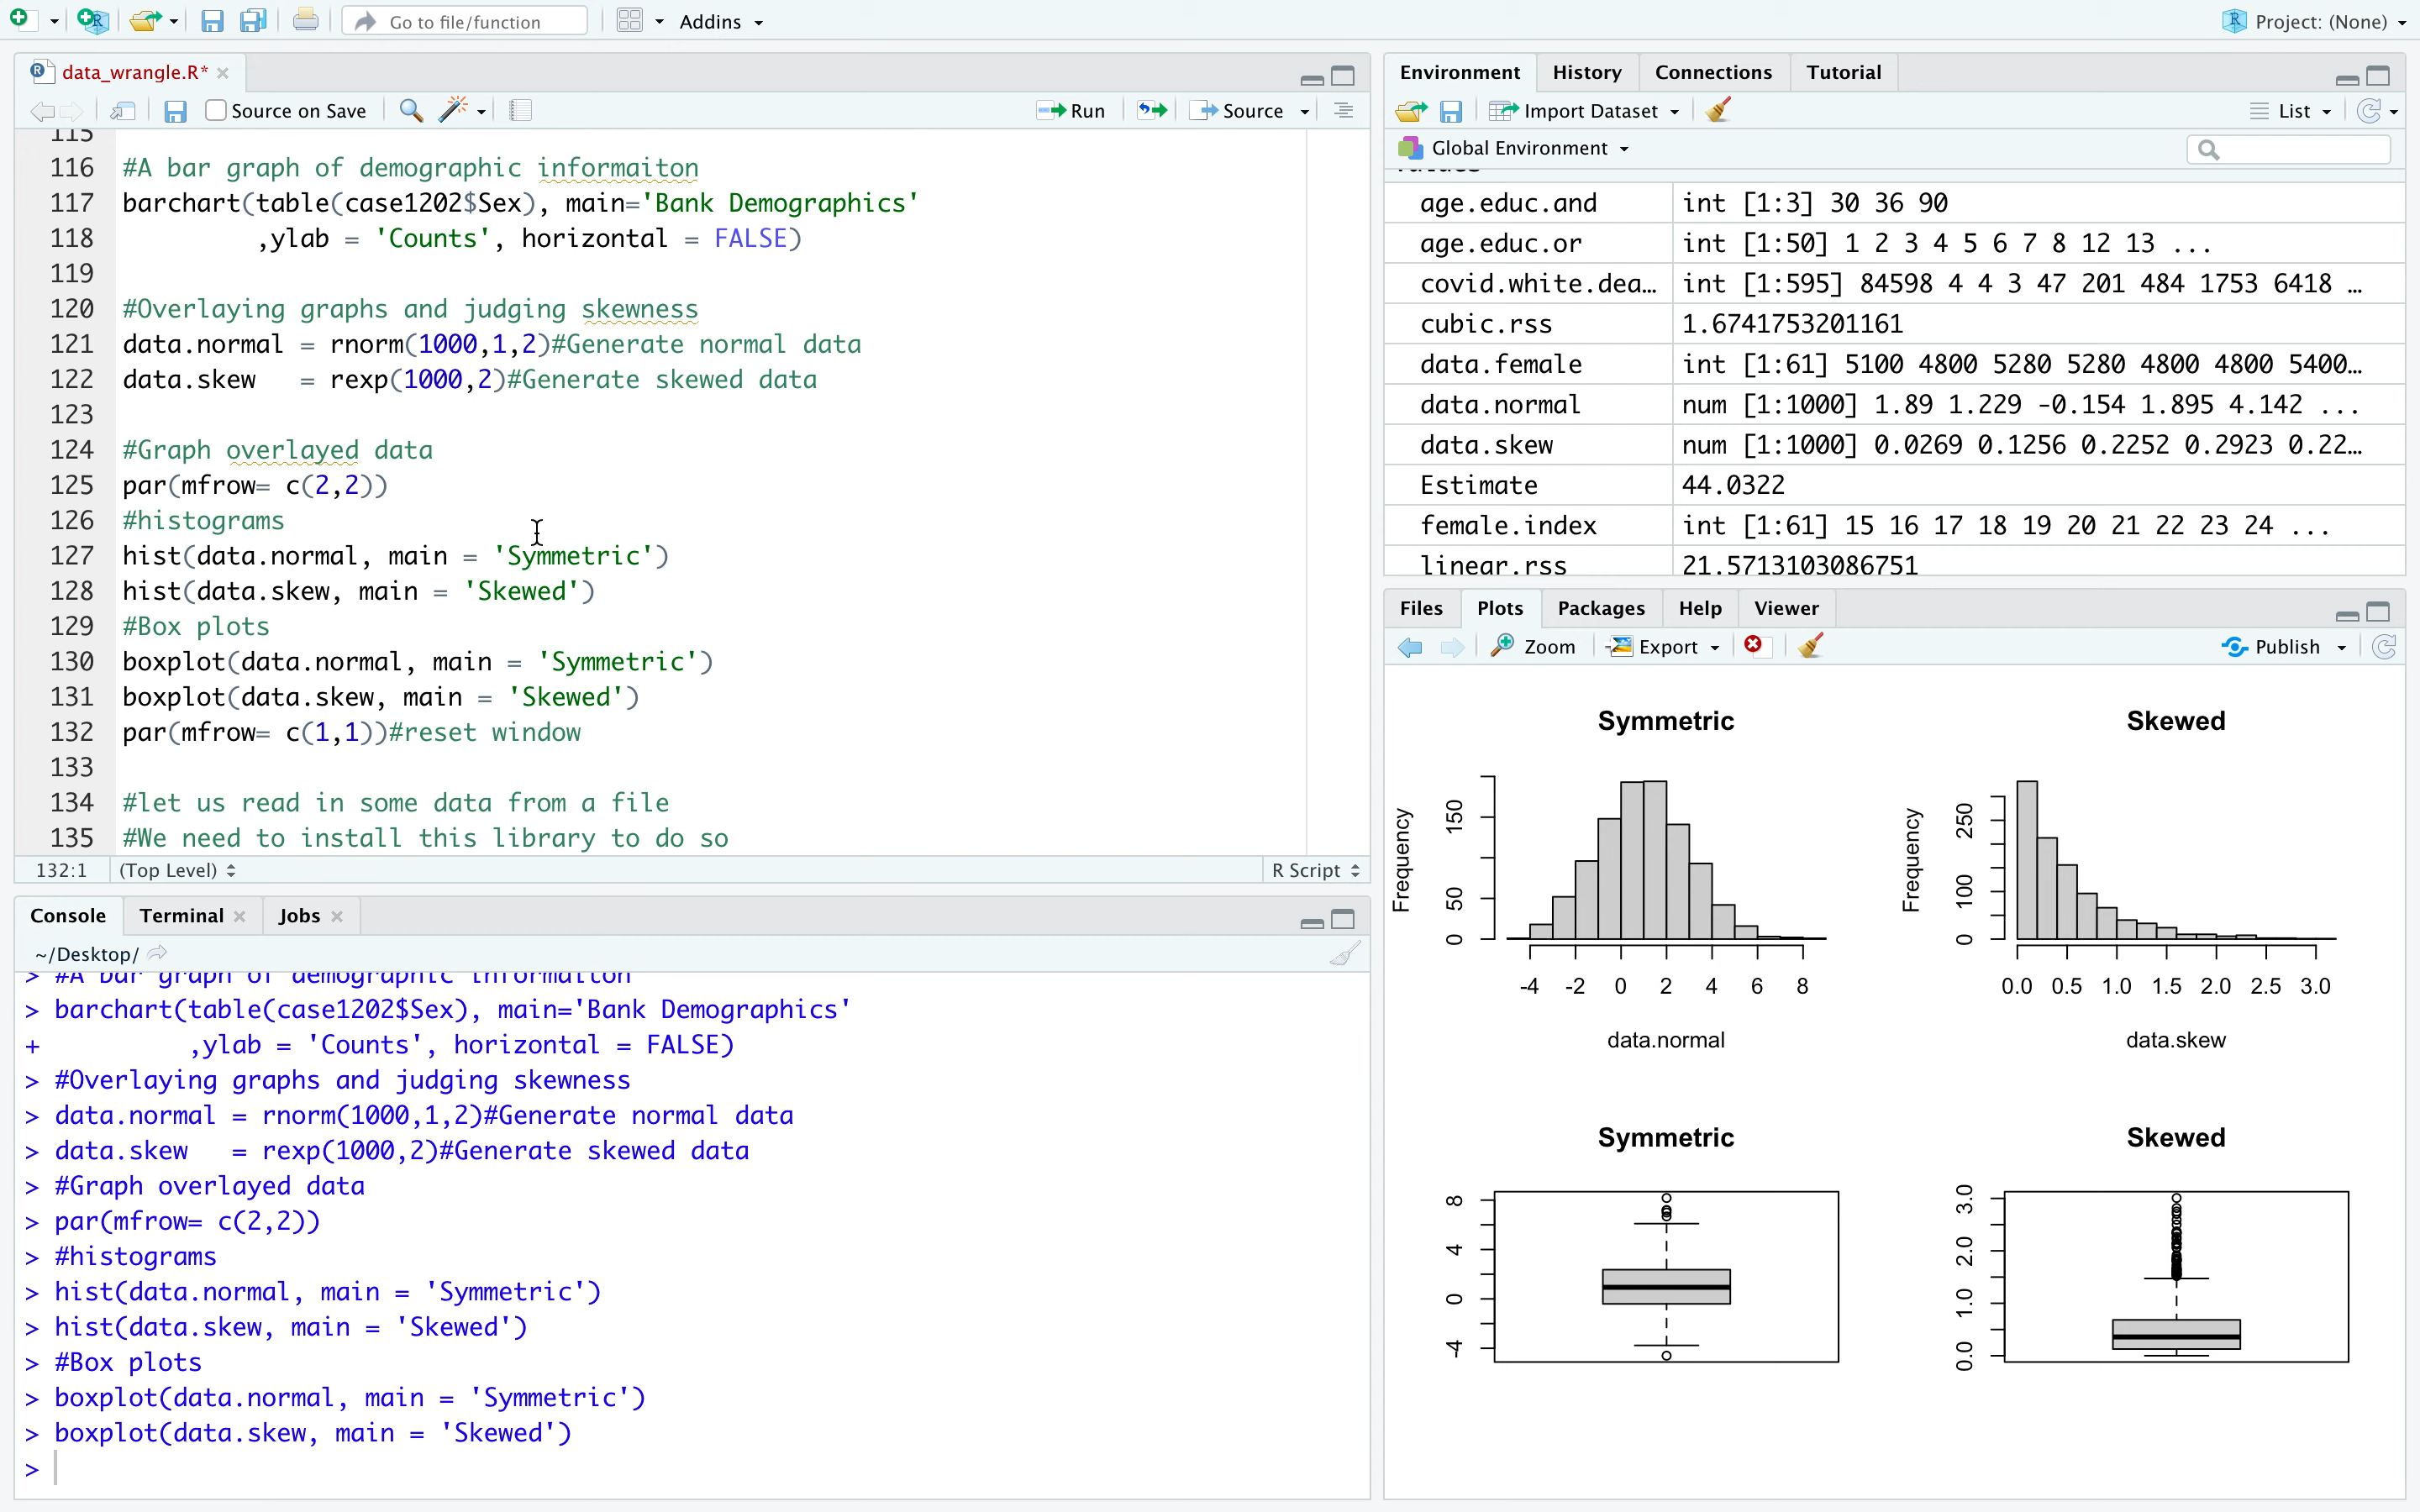 Go to file/function
Addins
Project: (None)
data_wrangle.R*
Source on Save
Run
Source
115
116 #A bar graph of demographic informaiton
117 barchart(table(case1202$Sex), main='Bank Demographics'
118 ,ylab = 'Counts', horizontal = FALSE)
119
120 #Overlaying graphs and judging skewness
121 data.normal = rnorm(1000,1,2)#Generate normal data
122 data.skew = rexp(1000,2)#Generate skewed data
123
124 #Graph overlayed data
125 par(mfrow= c(2,2))
126 #histograms
127 hist(data.normal, main = 'Symmetric')
128 hist(data.skew, main = 'Skewed')
129 #Box plots
130 boxplot(data.normal, main = 'Symmetric')
131 boxplot(data.skew, main = 'Skewed')
132 par(mfrow= c(1,1))#reset window
133
134 #let us read in some data from a file
135 #We need to install this library to do so
132:1 (Top Level) R Script
Console Terminal Jobs
~/Desktop/
> #A bar graph of demographic informaiton
> barchart(table(case1202$Sex), main='Bank Demographics'
+ ,ylab = 'Counts', horizontal = FALSE)
> #Overlaying graphs and judging skewness
> data.normal = rnorm(1000,1,2)#Generate normal data
> data.skew = rexp(1000,2)#Generate skewed data
> #Graph overlayed data
> par(mfrow= c(2,2))
> #histograms
> hist(data.normal, main = 'Symmetric')
> hist(data.skew, main = 'Skewed')
> #Box plots
> boxplot(data.normal, main = 'Symmetric')
> boxplot(data.skew, main = 'Skewed')
>
Environment History Connections Tutorial
Import Dataset
List
Global Environment
age.educ.and int [1:3] 30 36 90
age.educ.or int [1:50] 1 2 3 4 5 6 7 8 12 13 ...
covid.white.dea… int [1:595] 84598 4 4 3 47 201 484 1753 6418 …
cubic.rss 1.6741753201161
data.female int [1:61] 5100 4800 5280 5280 4800 4800 5400…
data.normal num [1:1000] 1.89 1.229 -0.154 1.895 4.142 ...
data.skew num [1:1000] 0.0269 0.1256 0.2252 0.2923 0.22…
Estimate 44.0322
female.index int [1:61] 15 16 17 18 19 20 21 22 23 24 ...
linear.rss 21.5713103086751
Files Plots Packages Help Viewer
Zoom Export Publish
Symmetric
Frequency
0 50 150
-4 -2 0 2 4 6 8
data.normal
Skewed
Frequency
0 100 250
0.0 0.5 1.0 1.5 2.0 2.5 3.0
data.skew
Symmetric
-4 0 4 8
Skewed
0.0 1.0 2.0 3.0